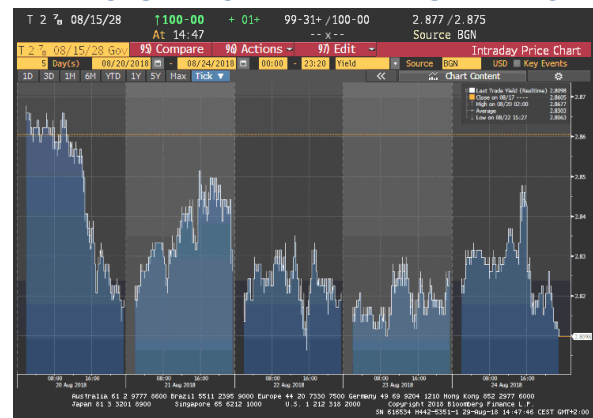 T 2 ⅞ 08/15/28 ↑100-00 + 01+ 99-31+/100-00 2.877/2.875
At 14:47 -- x -- Source BGN
T 2 ⅞ 08/15/28 Gov 95) Compare 96) Actions 97) Edit Intraday Price Chart
5 Day(s) 08/20/2018 - 08/24/2018 00:00 - 23:20 Yield Source BGN USD Key Events
1D 3D 1M 6M YTD 1Y 5Y Max Tick ▼ « Chart Content
Last Trade Yield (Realtime) 2.8098
Close on 08/17 ---- 2.8605
High on 08/20 02:00 2.8677
Average 2.8303
Low on 08/22 15:27
2.87
2.86
2.85
2.84
2.83
2.82
2.8098
08:00 16:00 08:00 16:00 08:00 16:00 08:00 16:00 08:00 16:00
20 Aug 2018 21 Aug 2018 22 Aug 2018 23 Aug 2018 24 Aug 2018
Australia 61 2 9777 8600 Brazil 5511 2395 9000 Europe 44 20 7330 7500 Germany 49 69 9204 1210 Hong Kong 852 2977 6000
Japan 81 3 3201 8900 Singapore 65 6212 1000 U.S. 1 212 318 2000 Copyright 2018 Bloomberg Finance L.P.
SN 616534 H442-5351-1 29-Aug-18 14:47:46 CEST GMT+2:00